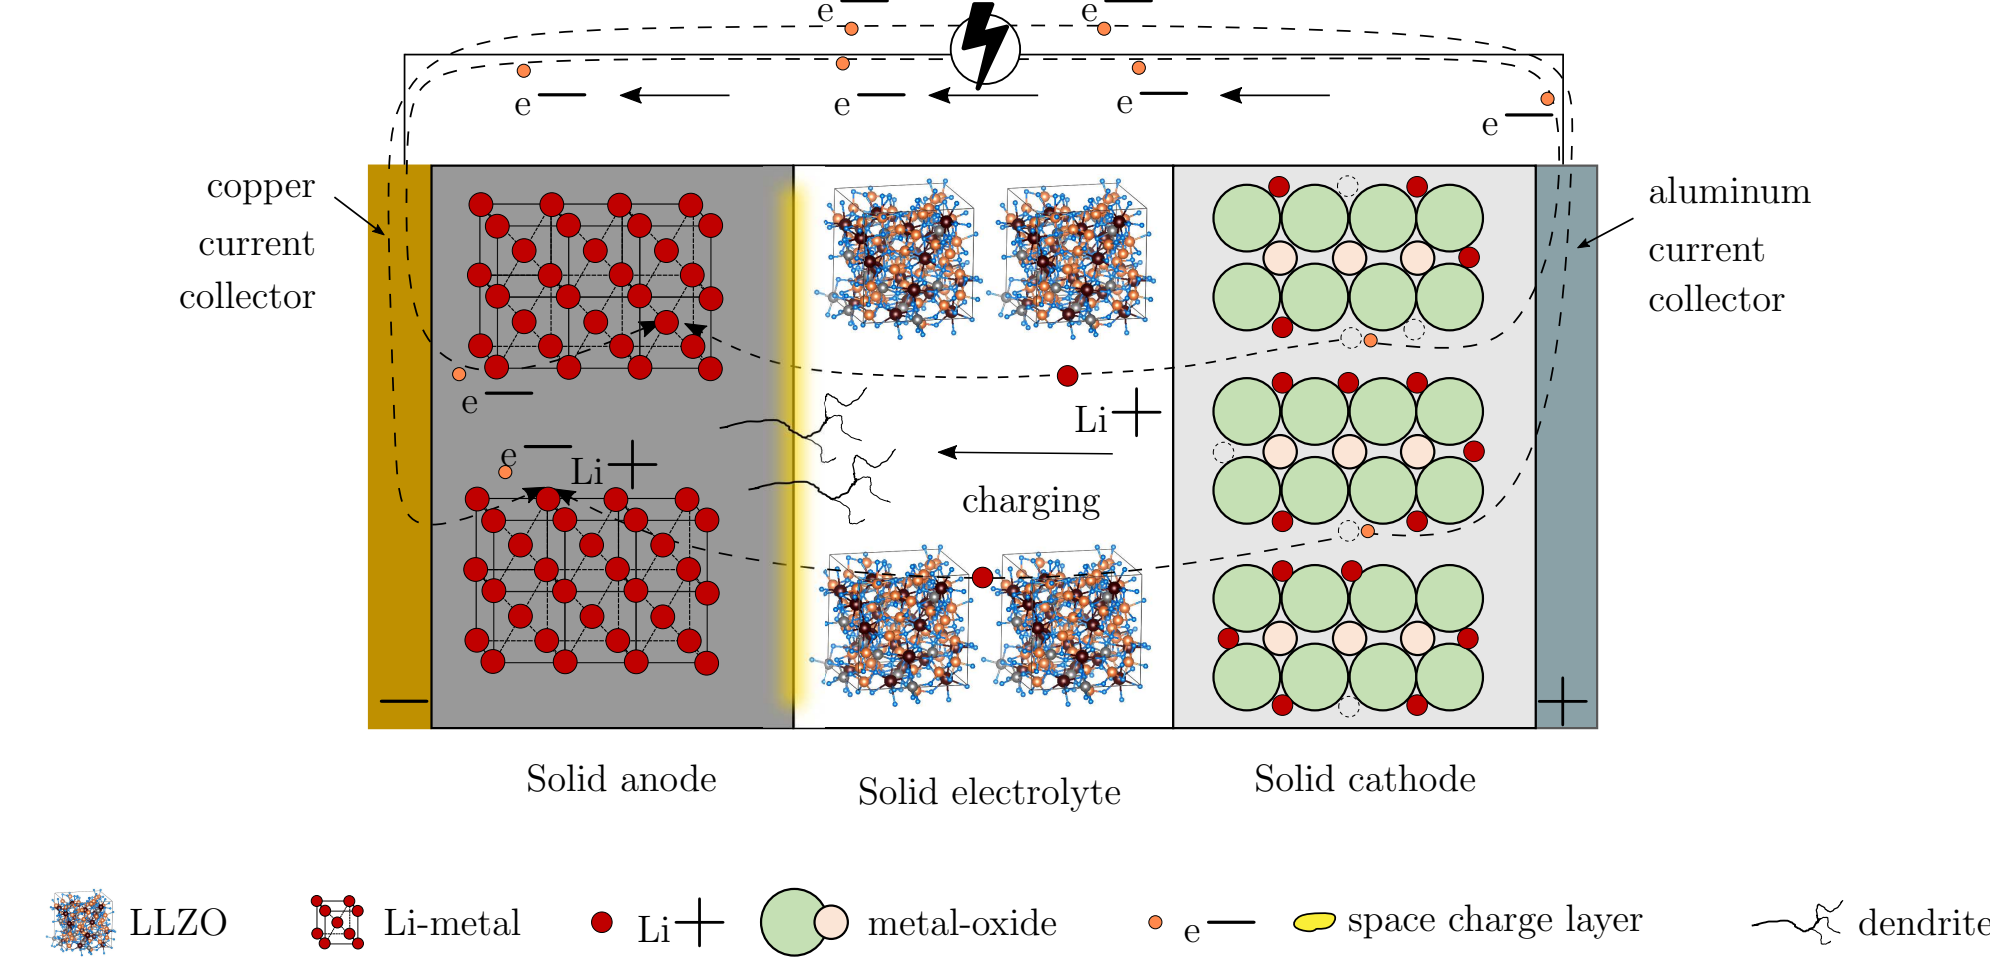 e−
e−
e−
e−
e−
e−
copper
current
collector
aluminum
current
collector
e−
e−
Li+
Li+
charging
−
+
Solid anode
Solid electrolyte
Solid cathode
LLZO
Li-metal
Li+
metal-oxide
e−
space charge layer
dendrite